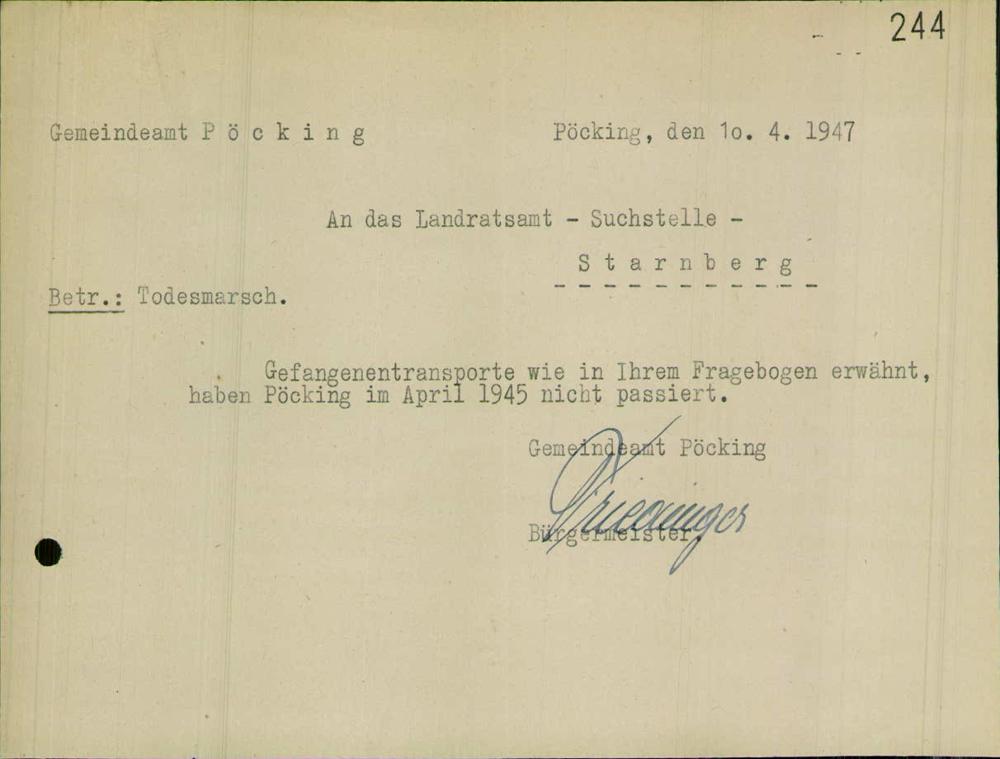 244
Gemeindeamt P ö c k i n g Pöcking, den 1o. 4. 1947
An das Landratsamt - Suchstelle -
S t a r n b e r g
Betr.: Todesmarsch.
Gefangenentransporte wie in Ihrem Fragebogen erwähnt,
haben Pöcking im April 1945 nicht passiert.
Gemeindeamt Pöcking
Bürgermeister.